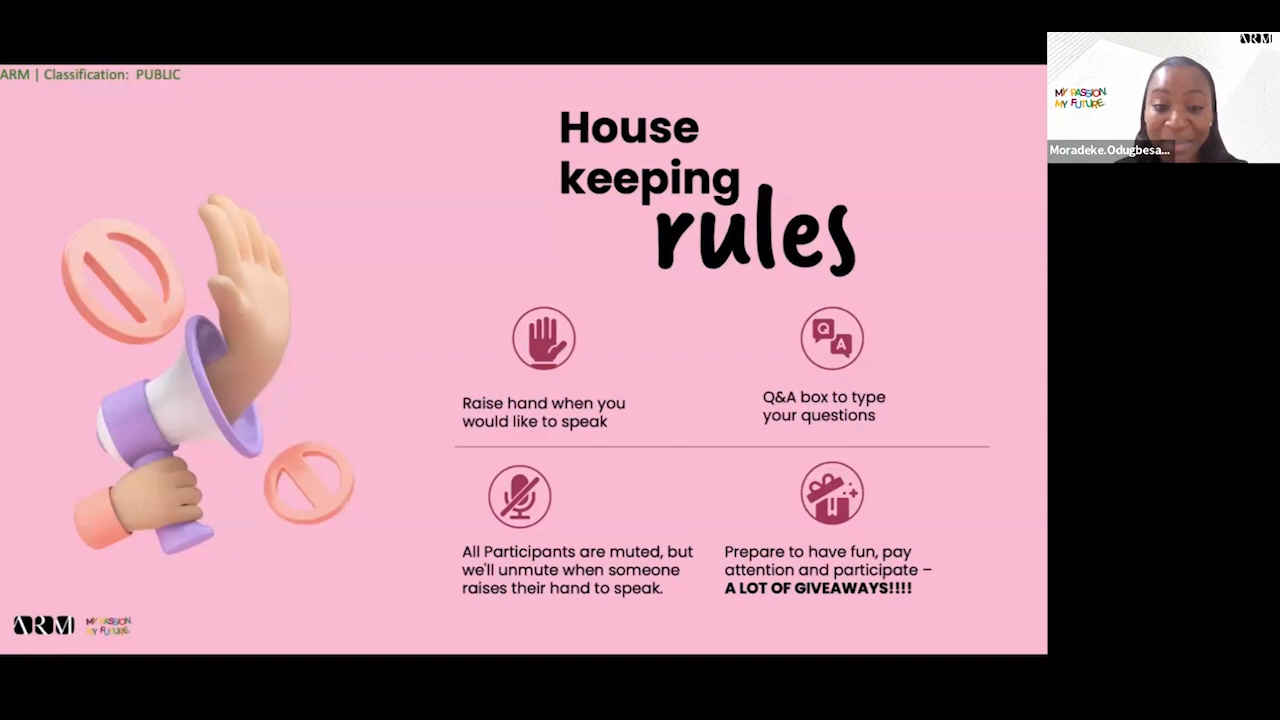 ARM | Classification: PUBLIC
House
keeping
rules
Raise hand when you
would like to speak
Q
A
Q&A box to type
your questions
All Participants are muted, but
we'll unmute when someone
raises their hand to speak.
Prepare to have fun, pay
attention and participate –
A LOT OF GIVEAWAYS!!!!
ARM
MY PASSION.
MY FUTURE.
ARM
MY PASSION.
MY FUTURE.
Moradeke.Odugbesa...